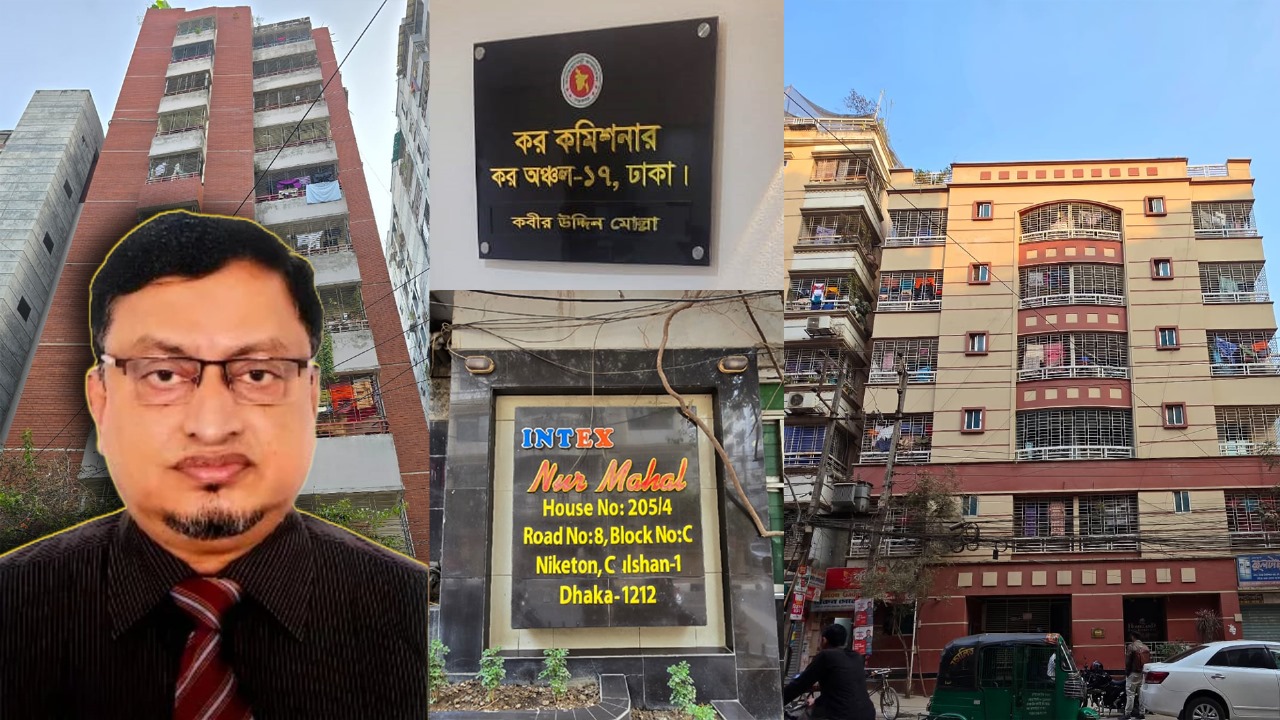 কর কমিশনার
কর অঞ্চল-১৭, ঢাকা।
কবীর উদ্দিন মোল্লা
INTEX
Nur Mahal
House No: 205/4
Road No:8, Block No:C
Niketon, G ulshan-1
Dhaka-1212